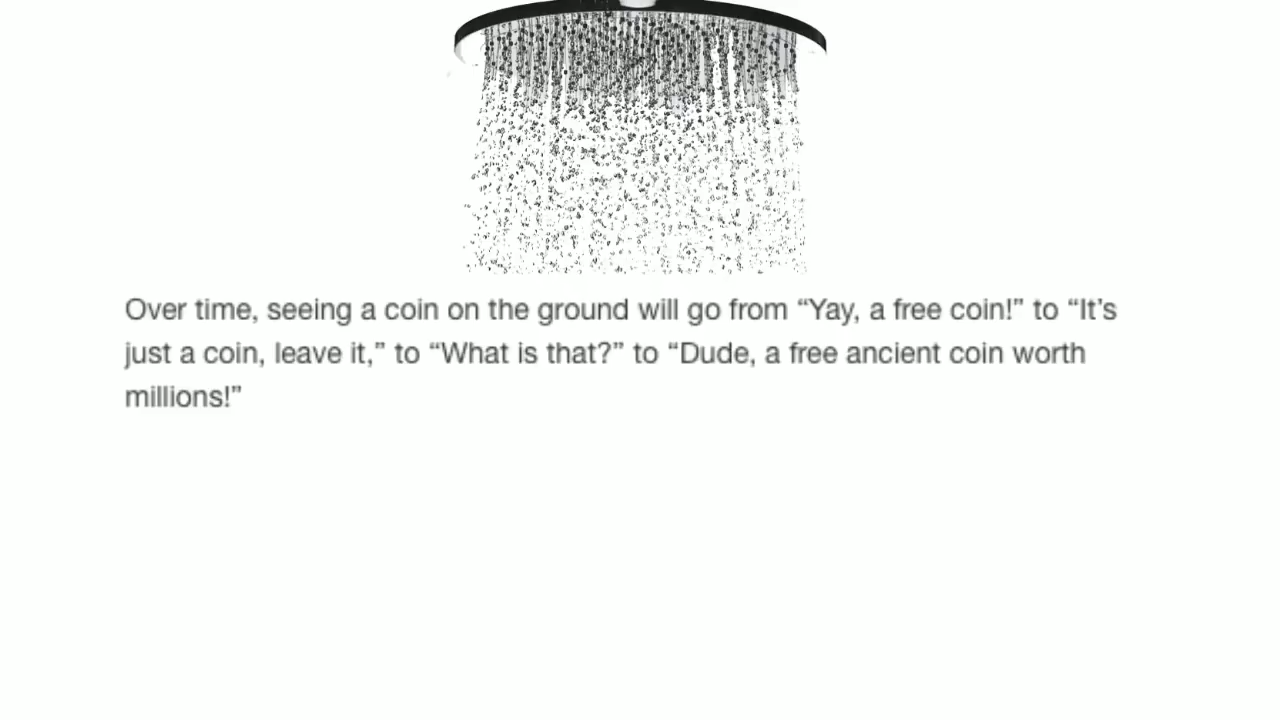 Over time, seeing a coin on the ground will go from “Yay, a free coin!” to “It’s
just a coin, leave it,” to “What is that?” to “Dude, a free ancient coin worth
millions!”